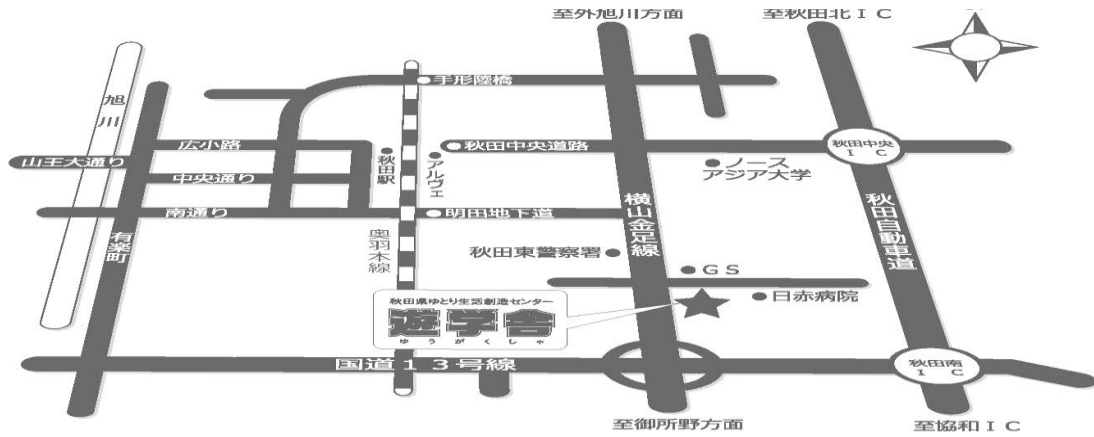 至外旭川方面
至秋田北ＩＣ
手形陸橋
旭川
広小路
秋田中央道路
秋田中央
ＩＣ
山王大通り
秋田駅
アルヴェ
ノース
アジア大学
中央通り
南通り
明田地下道
横山金足線
秋田自動車道
有楽町
奥羽本線
秋田東警察署
ＧＳ
日赤病院
秋田県ゆとり生活創造センター
遊学舎
ゆうがくしゃ
国道１３号線
秋田南
ＩＣ
至御所野方面
至協和ＩＣ